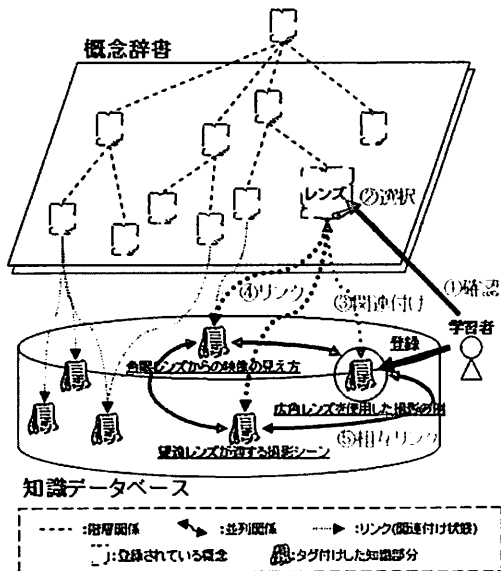 概念辞書
レンズ
②選択
①確認
④リンク
③関連付け
学習者
登録
魚眼レンズからの映像の見え方
広角レンズを使用した撮影の例
⑤相互リンク
望遠レンズが適する撮影シーン
知識データベース
:階層関係
:並列関係
:リンク(関連付け状態)
:登録されている概念
:タグ付けした知識部分